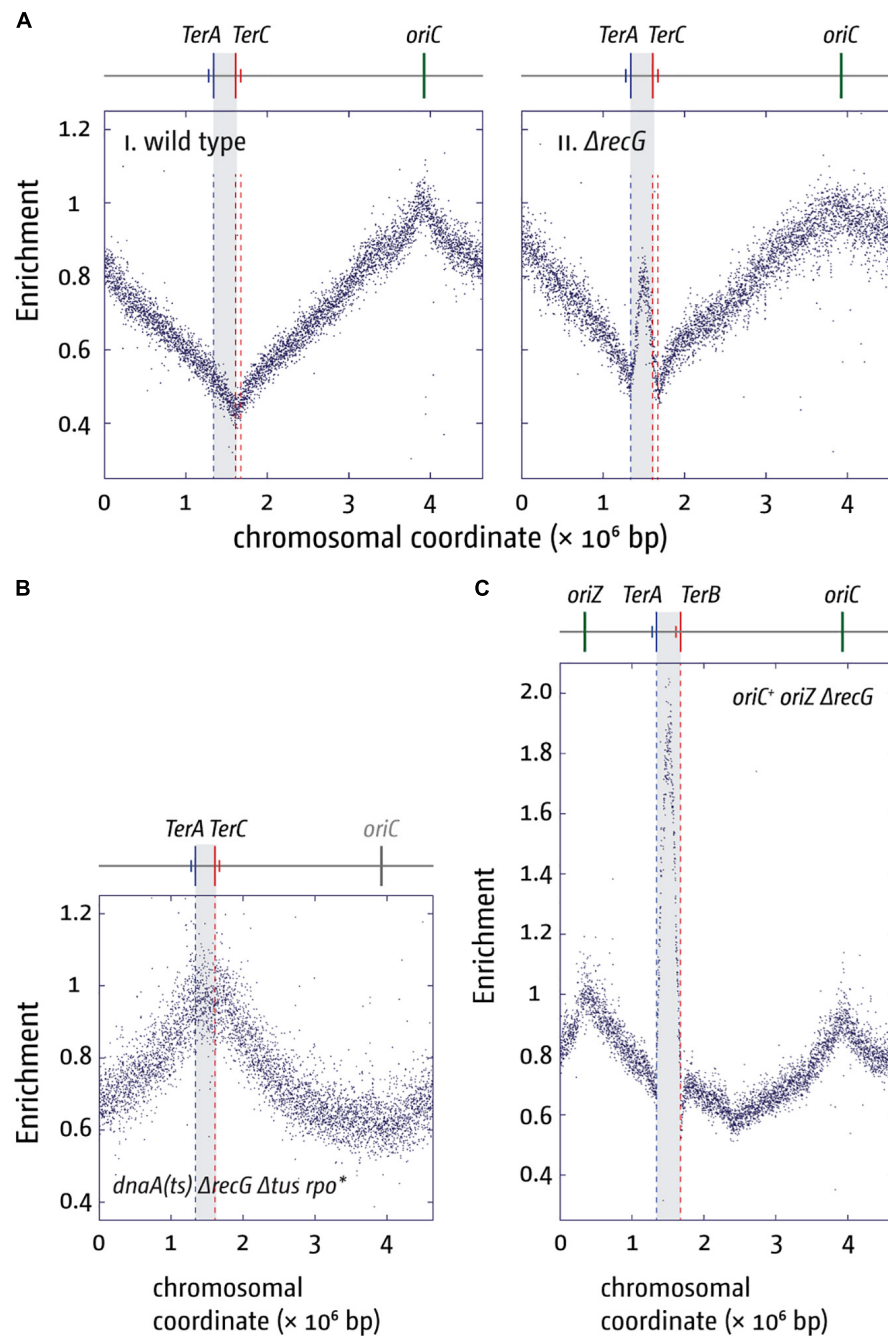 A
TerA TerC oriC
TerA TerC oriC
I. wild type
II. ΔrecG
Enrichment
1.2
1
0.8
0.6
0.4
0 1 2 3 4
0 1 2 3 4
chromosomal coordinate (× 10⁶ bp)
B
TerA TerC oriC
Enrichment
1.2
1
0.8
0.6
0.4
dnaA(ts) ΔrecG Δtus rpo*
0 1 2 3 4
chromosomal
coordinate (× 10⁶ bp)
C
oriZ TerA TerB oriC
oriC⁺ oriZ ΔrecG
Enrichment
2.0
1.8
1.6
1.4
1.2
1
0.8
0.6
0.4
0 1 2 3 4
chromosomal
coordinate (× 10⁶ bp)